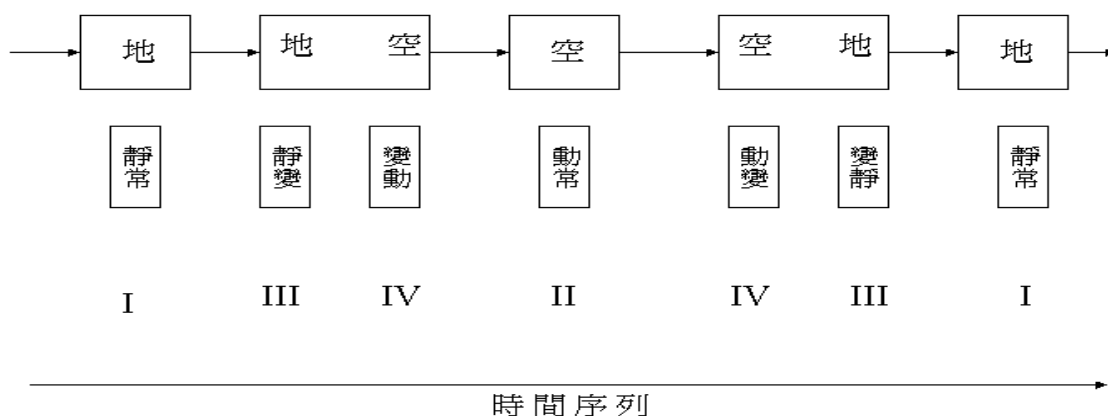 地 地 空 空 空 地 地
靜常 靜變 變動 動常 動變 變靜 靜常
I III IV II IV III I
時間序列